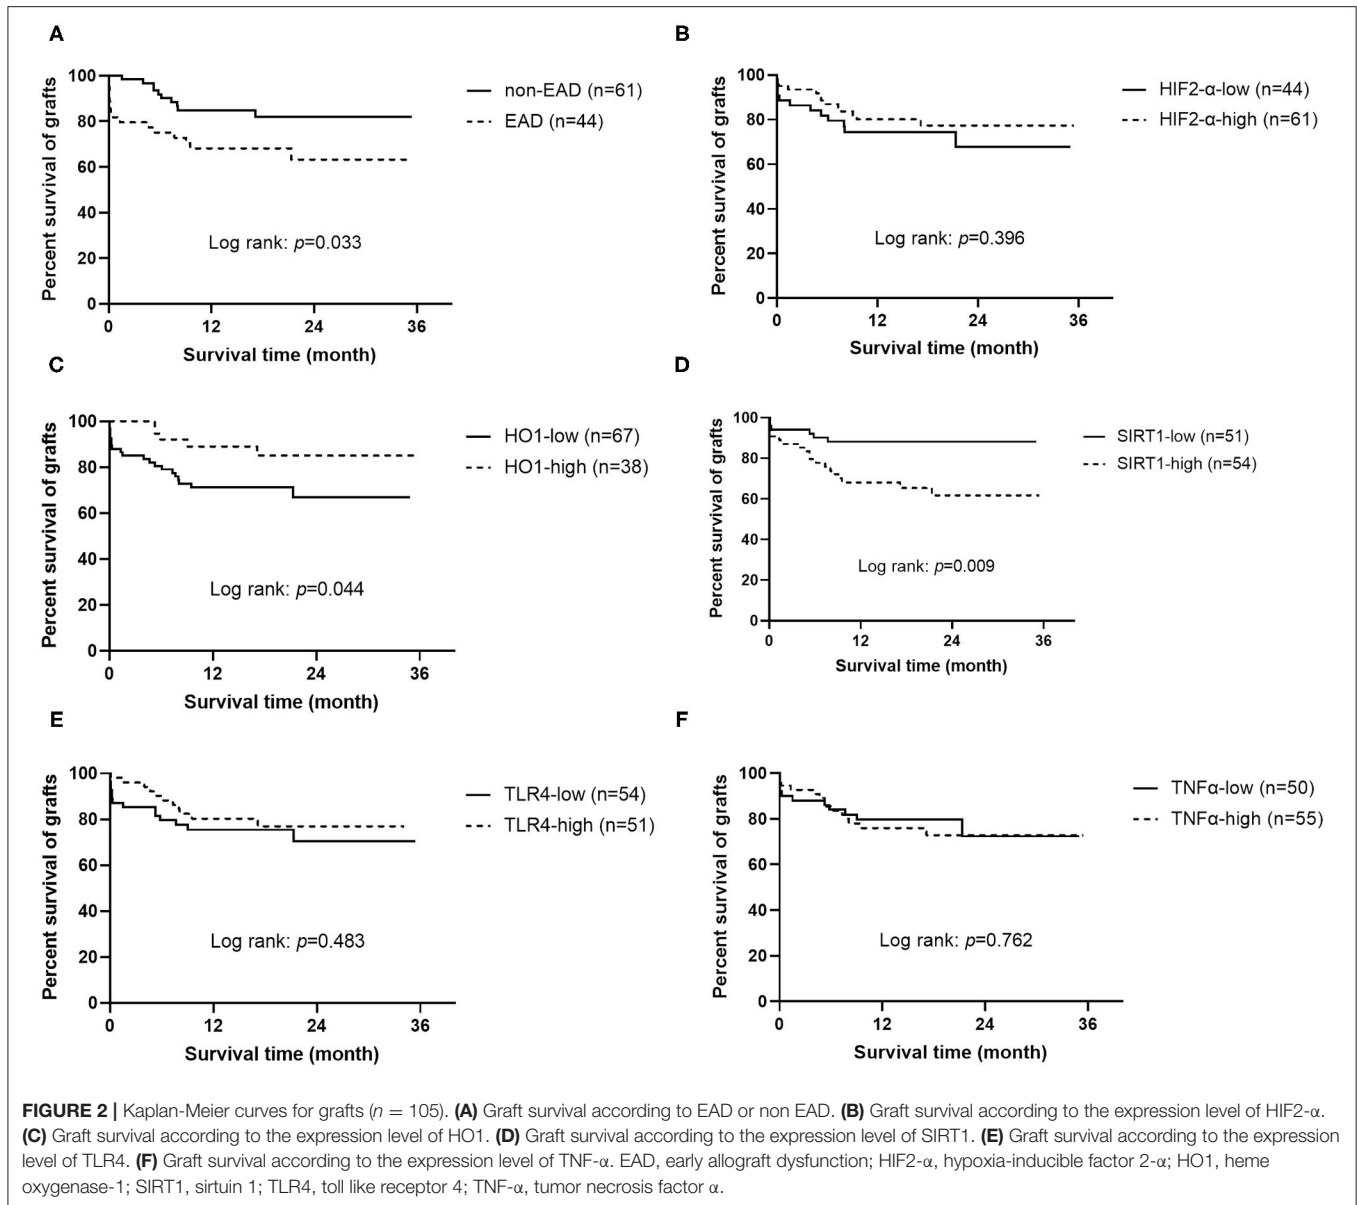 A
Percent survival of grafts
100
80
60
40
20
0
0 12 24 36
Survival time (month)
non-EAD (n=61)
EAD (n=44)
Log rank: p=0.033
B
Percent survival of grafts
100
80
60
40
20
0
0 12 24 36
Survival time (month)
HIF2-α-low (n=44)
HIF2-α-high (n=61)
Log rank: p=0.396
C
Percent survival of grafts
100
80
60
40
20
0
0 12 24 36
Survival time (month)
HO1-low (n=67)
HO1-high (n=38)
Log rank: p=0.044
D
Percent survival of grafts
100
80
60
40
20
0
0 12 24 36
Survival time (month)
SIRT1-low (n=51)
SIRT1-high (n=54)
Log rank: p=0.009
E
Percent survival of grafts
100
80
60
40
20
0
0 12 24 36
Survival time (month)
TLR4-low (n=54)
TLR4-high (n=51)
Log rank: p=0.483
F
Percent survival of grafts
100
80
60
40
20
0
0 12 24 36
Survival time (month)
TNFα-low (n=50)
TNFα-high (n=55)
Log rank: p=0.762
FIGURE 2 | Kaplan-Meier curves for grafts (n = 105). (A) Graft survival according to EAD or non EAD. (B) Graft survival according to the expression level of HIF2-α.
(C) Graft survival according to the expression level of HO1. (D) Graft survival according to the expression level of SIRT1. (E) Graft survival according to the expression
level of TLR4. (F) Graft survival according to the expression level of TNF-α. EAD, early allograft dysfunction; HIF2-α, hypoxia-inducible factor 2-α; HO1, heme
oxygenase-1; SIRT1, sirtuin 1; TLR4, toll like receptor 4; TNF-α, tumor necrosis factor α.